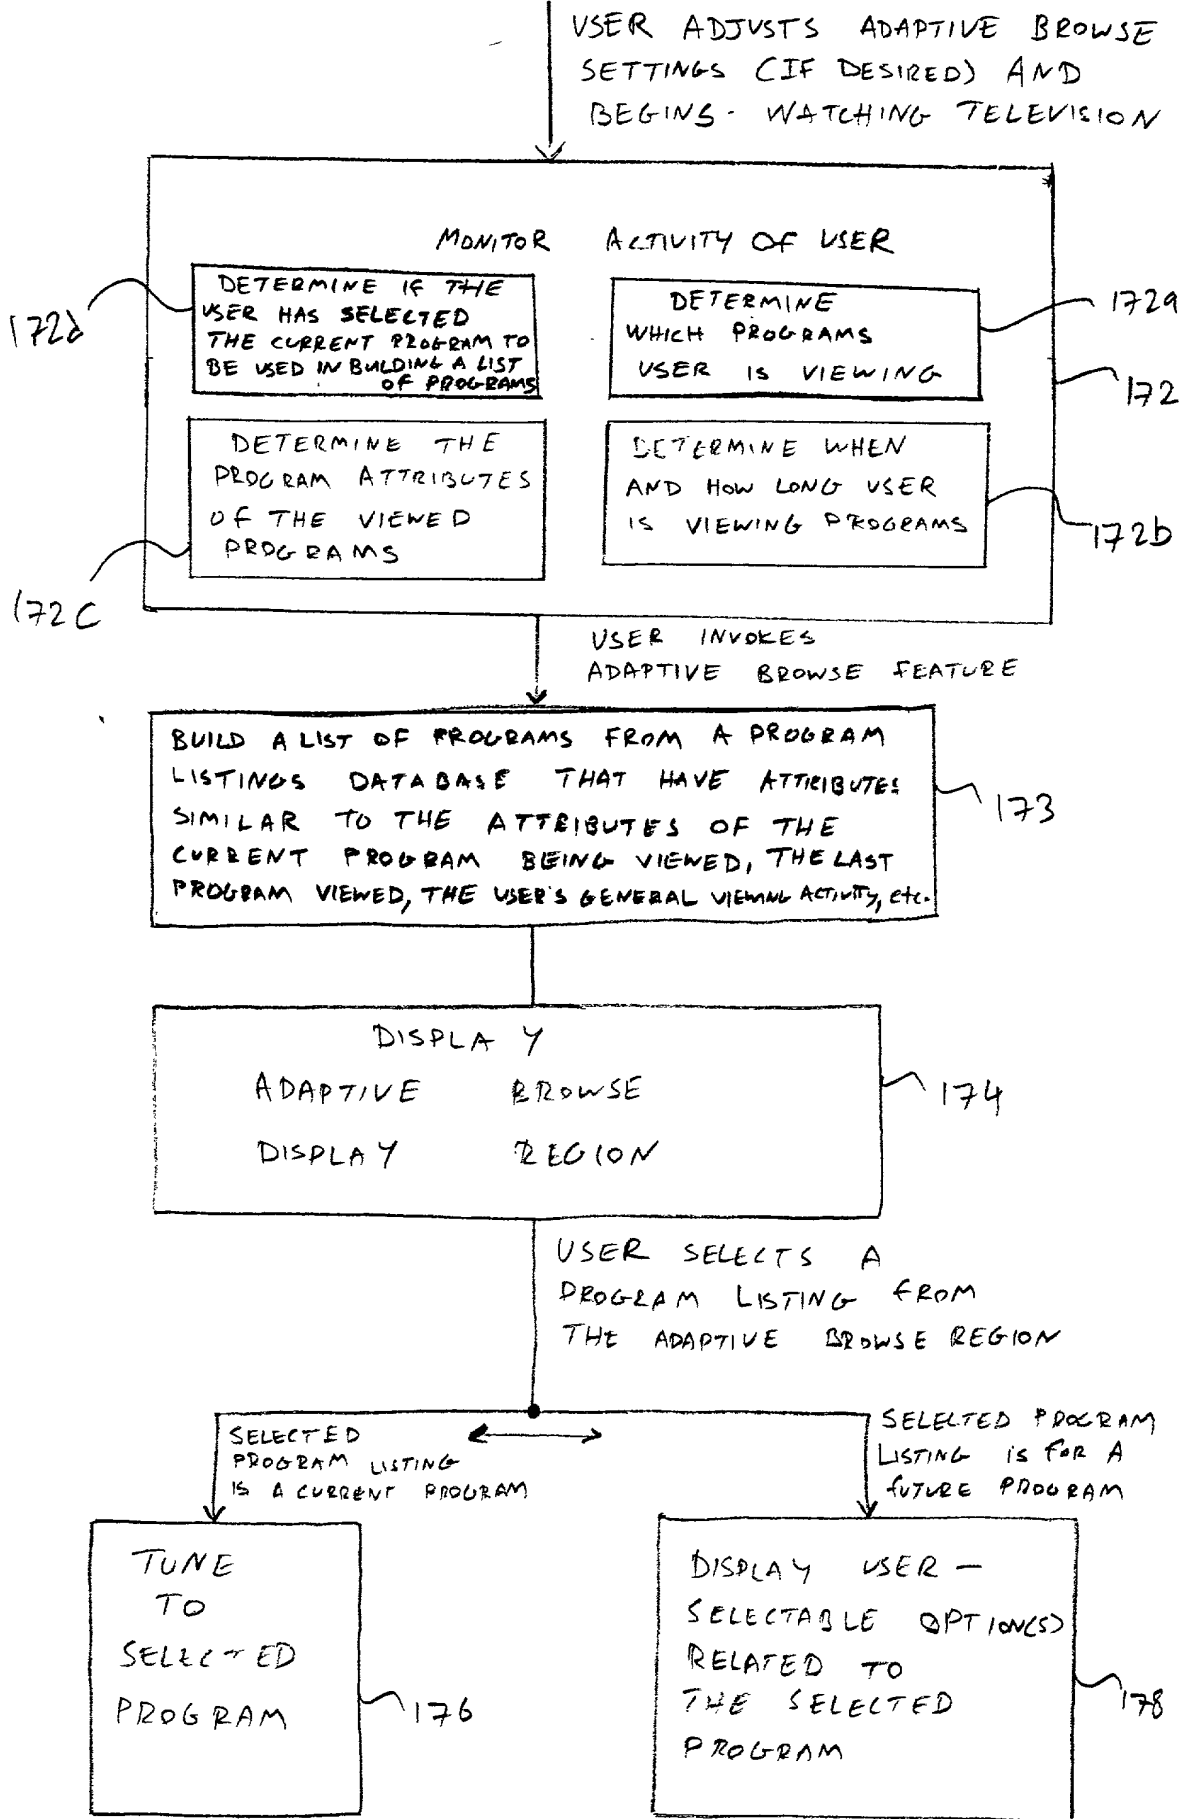 USER ADJUSTS ADAPTIVE BROWSE
SETTINGS (IF DESIRED) AND
BEGINS - WATCHING TELEVISION
MONITOR ACTIVITY OF USER
DETERMINE IF THE
USER HAS SELECTED
THE CURRENT PROGRAM TO
BE USED IN BUILDING A LIST
OF PROGRAMS
172d
DETERMINE
WHICH PROGRAMS
USER IS VIEWING
172a
172
DETERMINE THE
PROGRAM ATTRIBUTES
OF THE VIEWED
PROGRAMS
172C
DETERMINE WHEN
AND HOW LONG USER
IS VIEWING PROGRAMS
172b
USER INVOKES
ADAPTIVE BROWSE FEATURE
BUILD A LIST OF PROGRAMS FROM A PROGRAM
LISTINGS DATABASE THAT HAVE ATTRIBUTES
SIMILAR TO THE ATTRIBUTES OF THE
CURRENT PROGRAM BEING VIEWED, THE LAST
PROGRAM VIEWED, THE USER'S GENERAL VIEWING ACTIVITY, etc.
173
DISPLAY
ADAPTIVE BROWSE
DISPLAY REGION
174
USER SELECTS A
PROGRAM LISTING FROM
THE ADAPTIVE BROWSE REGION
SELECTED
PROGRAM LISTING
IS A CURRENT PROGRAM
SELECTED PROGRAM
LISTING IS FOR A
FUTURE PROGRAM
TUNE
TO
SELECTED
PROGRAM
176
DISPLAY USER-
SELECTABLE OPTION(S)
RELATED TO
THE SELECTED
PROGRAM
178